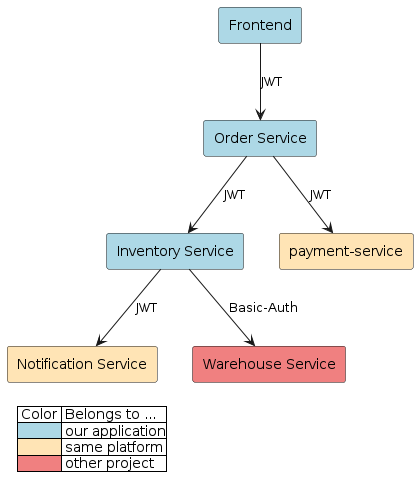 Frontend
JWT
Order Service
JWT
JWT
Inventory Service
payment-service
JWT
Basic-Auth
Notification Service
Warehouse Service
Color Belongs to ...
our application
same platform
other project